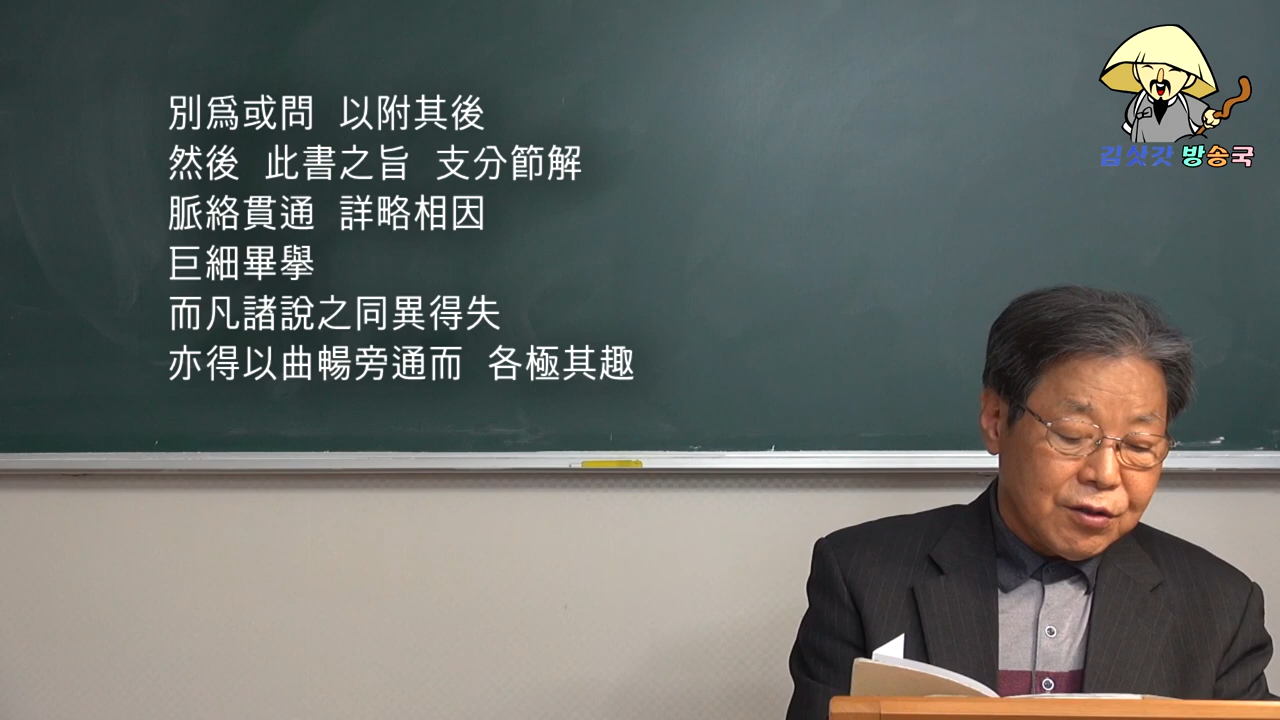 別爲或問 以附其後
然後 此書之旨 支分節解
脈絡貫通 詳略相因
巨細畢擧
而凡諸說之同異得失
亦得以曲暢旁通而 各極其趣
김삿갓 방송국